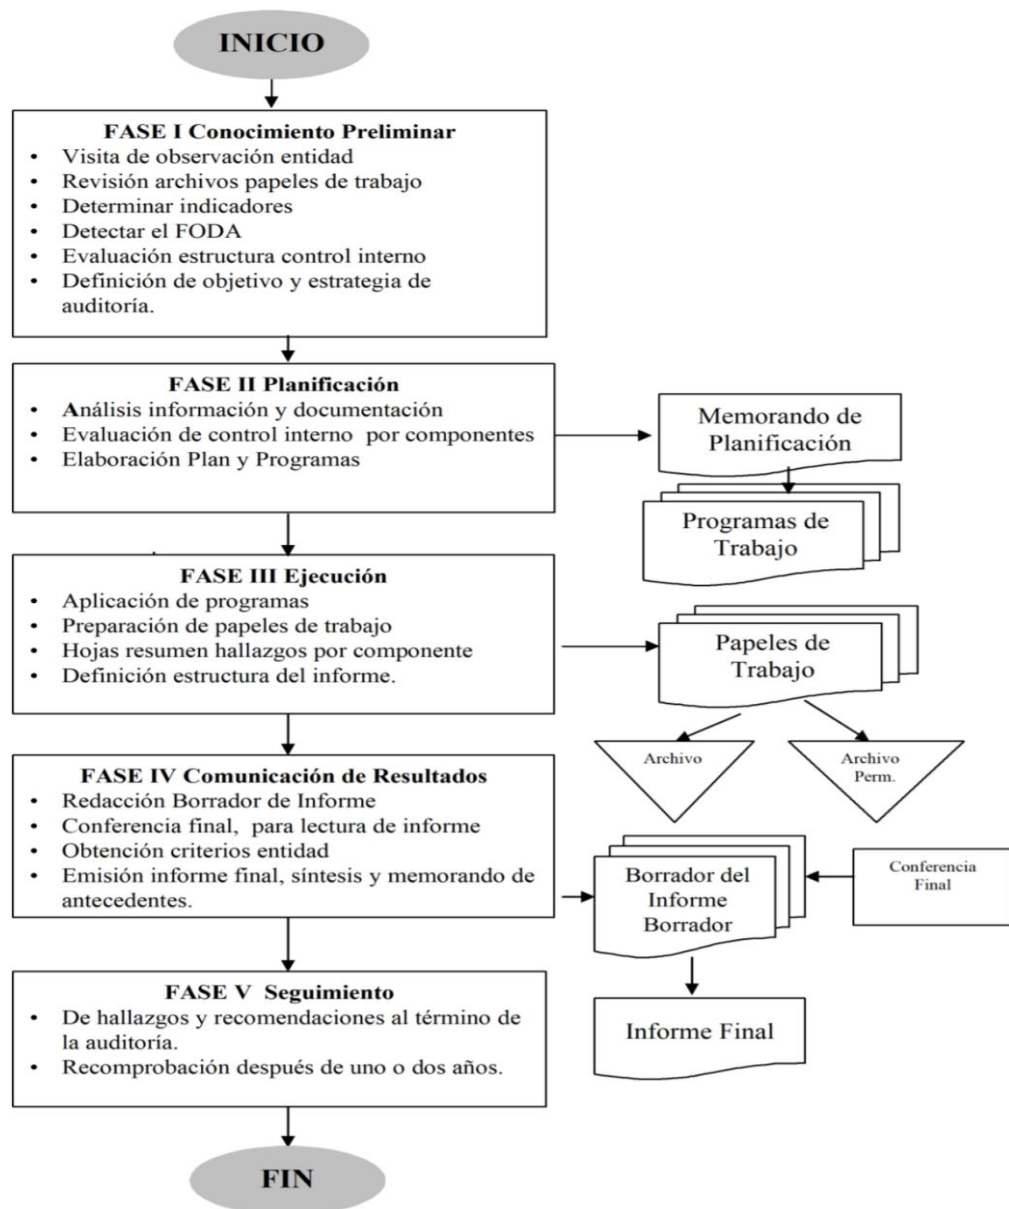 INICIO
FASE I Conocimiento Preliminar
• Visita de observación entidad
• Revisión archivos papeles de trabajo
• Determinar indicadores
• Detectar el FODA
• Evaluación estructura control interno
• Definición de objetivo y estrategia de
auditoría.
FASE II Planificación
• Análisis información y documentación
• Evaluación de control interno por componentes
• Elaboración Plan y Programas
Memorando de
Planificación
Programas de
Trabajo
FASE III Ejecución
• Aplicación de programas
• Preparación de papeles de trabajo
• Hojas resumen hallazgos por componente
• Definición estructura del informe.
Papeles de
Trabajo
Archivo
Archivo
Perm.
FASE IV Comunicación de Resultados
• Redacción Borrador de Informe
• Conferencia final, para lectura de informe
• Obtención criterios entidad
• Emisión informe final, síntesis y memorando de
antecedentes.
Borrador del
Informe
Borrador
Conferencia
Final
FASE V Seguimiento
• De hallazgos y recomendaciones al término de
la auditoría.
• Recomprobación después de uno o dos años.
Informe Final
FIN